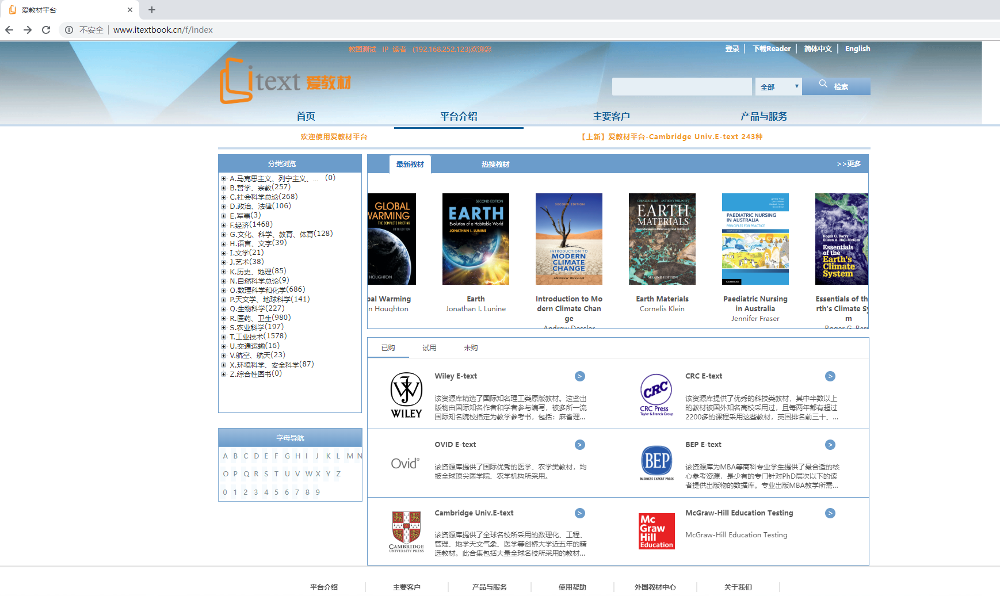 爱教材平台
不安全 www.itextbook.cn/f/index
教图测试 IP 读者 (192.168.252.123)欢迎您
登录 下载Reader 简体中文 English
itext 爱教材
全部 检索
首页 平台介绍 主要客户 产品与服务
欢迎使用爱教材平台
【上新】爱教材平台-Cambridge Univ.E-text 243种
分类浏览
A.马克思主义、列宁主义、... (0)
B.哲学、宗教(257)
C.社会科学总论(268)
D.政治、法律(106)
E.军事(3)
F.经济(1468)
G.文化、科学、教育、体育(128)
H.语言、文字(39)
I.文学(21)
J.艺术(38)
K.历史、地理(85)
N.自然科学总论(9)
O.数理科学和化学(686)
P.天文学、地球科学(141)
Q.生物科学(227)
R.医药、卫生(980)
S.农业科学(197)
T.工业技术(1578)
U.交通运输(16)
V.航空、航天(23)
X.环境科学、安全科学(87)
Z.综合性图书(0)
字母导航
A B C D E F G H I J K L M N
O P Q R S T U V W X Y Z
0 1 2 3 4 5 6 7 8 9
最新教材 热搜教材 >>更多
GLOBAL
WARMING
THE COMPLETE BRIEFING
FIFTH EDITION
HOUGHTON
bal Warming
n Houghton
SECOND EDITION
EARTH
Evolution of a Habitable World
JONATHAN I. LUNINE
Earth
Jonathan I. Lunine
SECOND EDITION
INTRODUCTION TO
MODERN
CLIMATE
CHANGE
ANDREW DESSLER
Introduction to Mo
dern Climate Chan
ge
Andrew Dessler
CORNELIS KLEIN ANTHONY PHILPOTTS
EARTH
MATERIALS
Introduction to Mineralogy and Petrology
SECOND EDITION
Earth Materials
Cornelis Klein
PAEDIATRIC NURSING
IN AUSTRALIA
PRINCIPLES FOR PRACTICE
CAMBRIDGE
Paediatric Nursing
in Australia
Jennifer Fraser
Roger G. Barry
Eileen A. Hall-McKim
Essentials
of the
Earth's
Climate
System
Essentials of th
rth's Climate Sy
m
Roger G. Barr
已购 试用 未购
WILEY
Wiley E-text >
该资源库精选了国际知名理工类原版教材。这些出
版物由国际知名作者和学者参与编写，被多所一流
国际知名院校指定为教学参考书，包括：麻省理...
CRC
CRC Press
Taylor & Francis Group
CRC E-text >
该资源库提供了优秀的科技类教材，其中半数以上
的教材被国外知名高校采用过，且每两年都有超过
2200多的课程采用这些教材，英国排名前三十、...
Ovid®
OVID E-text >
该资源库提供了国际优秀的医学、农学类教材，均
被全球顶尖医学院、农学机构所采用。
BEP
BUSINESS EXPERT PRESS
BEP E-text >
该资源库为MBA等商科专业学生提供了最合适的核
心参考资源，是少有的专门针对PhD层次以下的读
者提供出版物的数据库。专业出版MBA教学所需...
CAMBRIDGE
UNIVERSITY PRESS
Cambridge Univ.E-text >
该资源库提供了全球名校所采用的数理化、工程、
管理、地学天文气象、医学等剑桥大学近五年的精
选教材。此合集包括大量全球名校所采用的教材...
Mc
Graw
Hill
Education
McGraw-Hill Education Testing >
McGraw-Hill Education Testing
平台介绍 主要客户 产品与服务 使用帮助 外国教材中心 关于我们